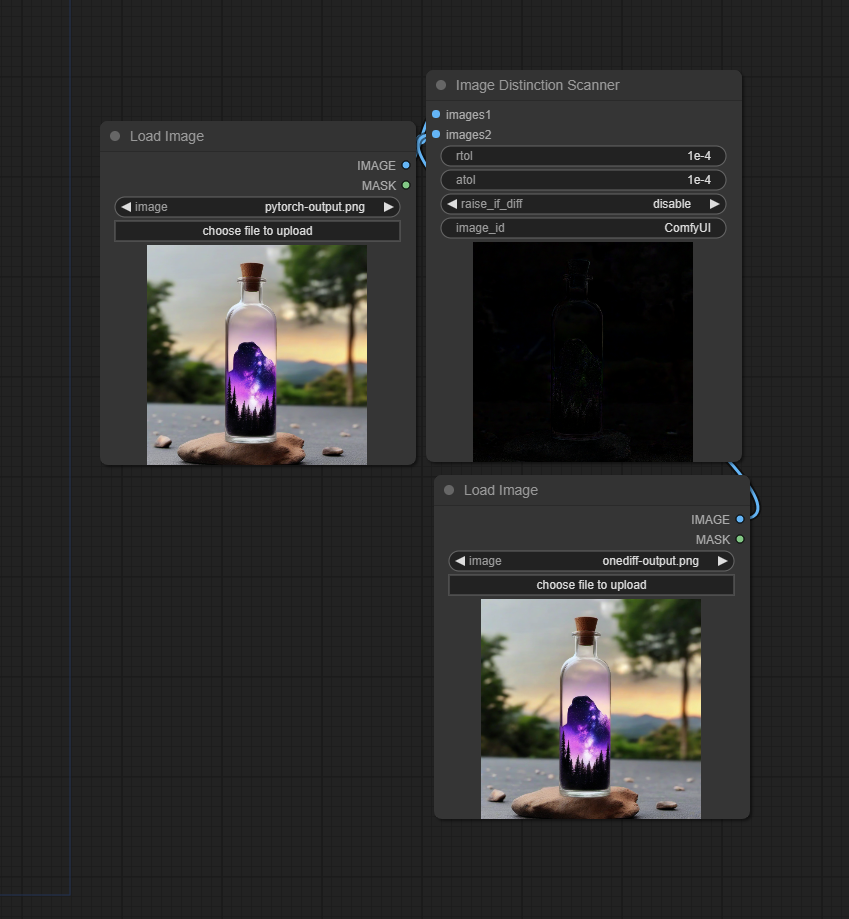 Load Image
IMAGE
MASK
image pytorch-output.png
choose file to upload
Image Distinction Scanner
images1
images2
rtol 1e-4
atol 1e-4
raise_if_diff disable
image_id ComfyUI
Load Image
IMAGE
MASK
image onediff-output.png
choose file to upload